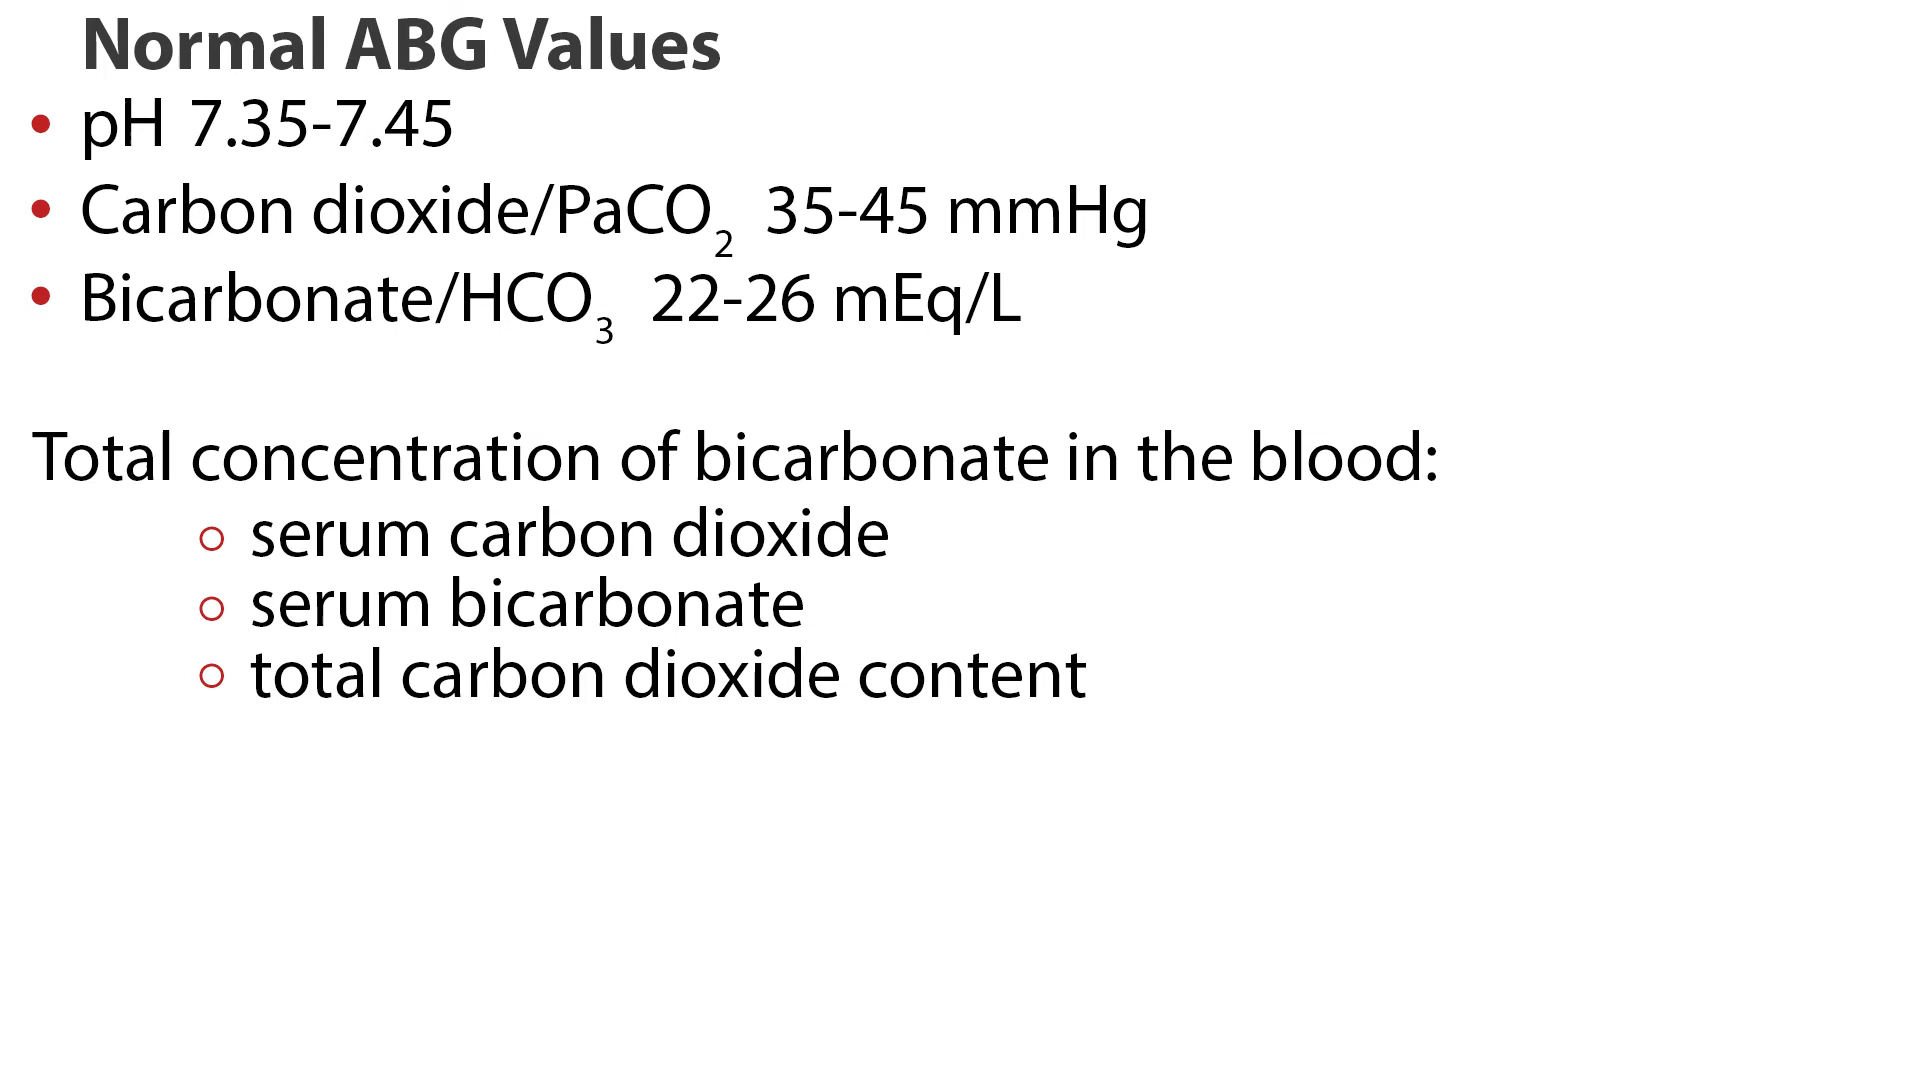 Normal ABG Values
• pH 7.35-7.45
• Carbon dioxide/PaCO₂ 35-45 mmHg
• Bicarbonate/HCO₃ 22-26 mEq/L
Total concentration of bicarbonate in the blood:
○ serum carbon dioxide
○ serum bicarbonate
○ total carbon dioxide content